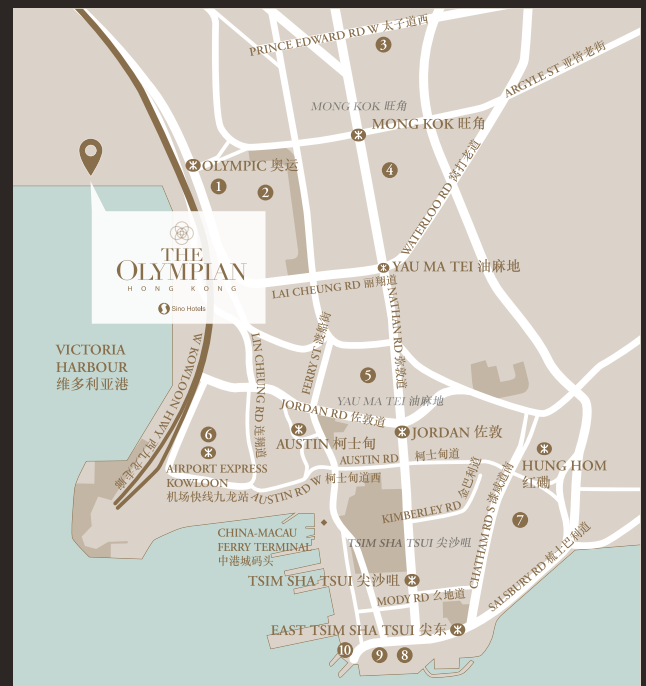 PRINCE EDWARD RD W 太子道西
3
ARGYLE ST 亚皆老街
MONG KOK 旺角
MONG KOK 旺角
OLYMPIC 奥运
1
2
4
WATERLOO RD 窝打老道
THE
OLYMPIAN
HONG KONG
Sino Hotels
YAU MA TEI 油麻地
LAI CHEUNG RD 丽翔道
NATHAN RD 弥敦道
FERRY ST 渡船街
LIN CHEUNG RD 连翔道
W KOWLOON HWY 西九龙走廊
VICTORIA
HARBOUR
维多利亚港
5
YAU MA TEI 油麻地
JORDAN RD 佐敦道
6
AUSTIN 柯士甸
JORDAN 佐敦
AUSTIN RD 柯士甸道
AIRPORT EXPRESS
KOWLOON
机场快线九龙站
AUSTIN RD W 柯士甸道西
HUNG HOM
红磡
金巴利道
KIMBERLEY RD
CHATHAM RD S 漆咸道南
7
CHINA-MACAU
FERRY TERMINAL
中港城码头
TSIM SHA TSUI 尖沙咀
TSIM SHA TSUI 尖沙咀
MODY RD 么地道
SALSBURY RD 梳士巴利道
EAST TSIM SHA TSUI 尖东
10
9
8